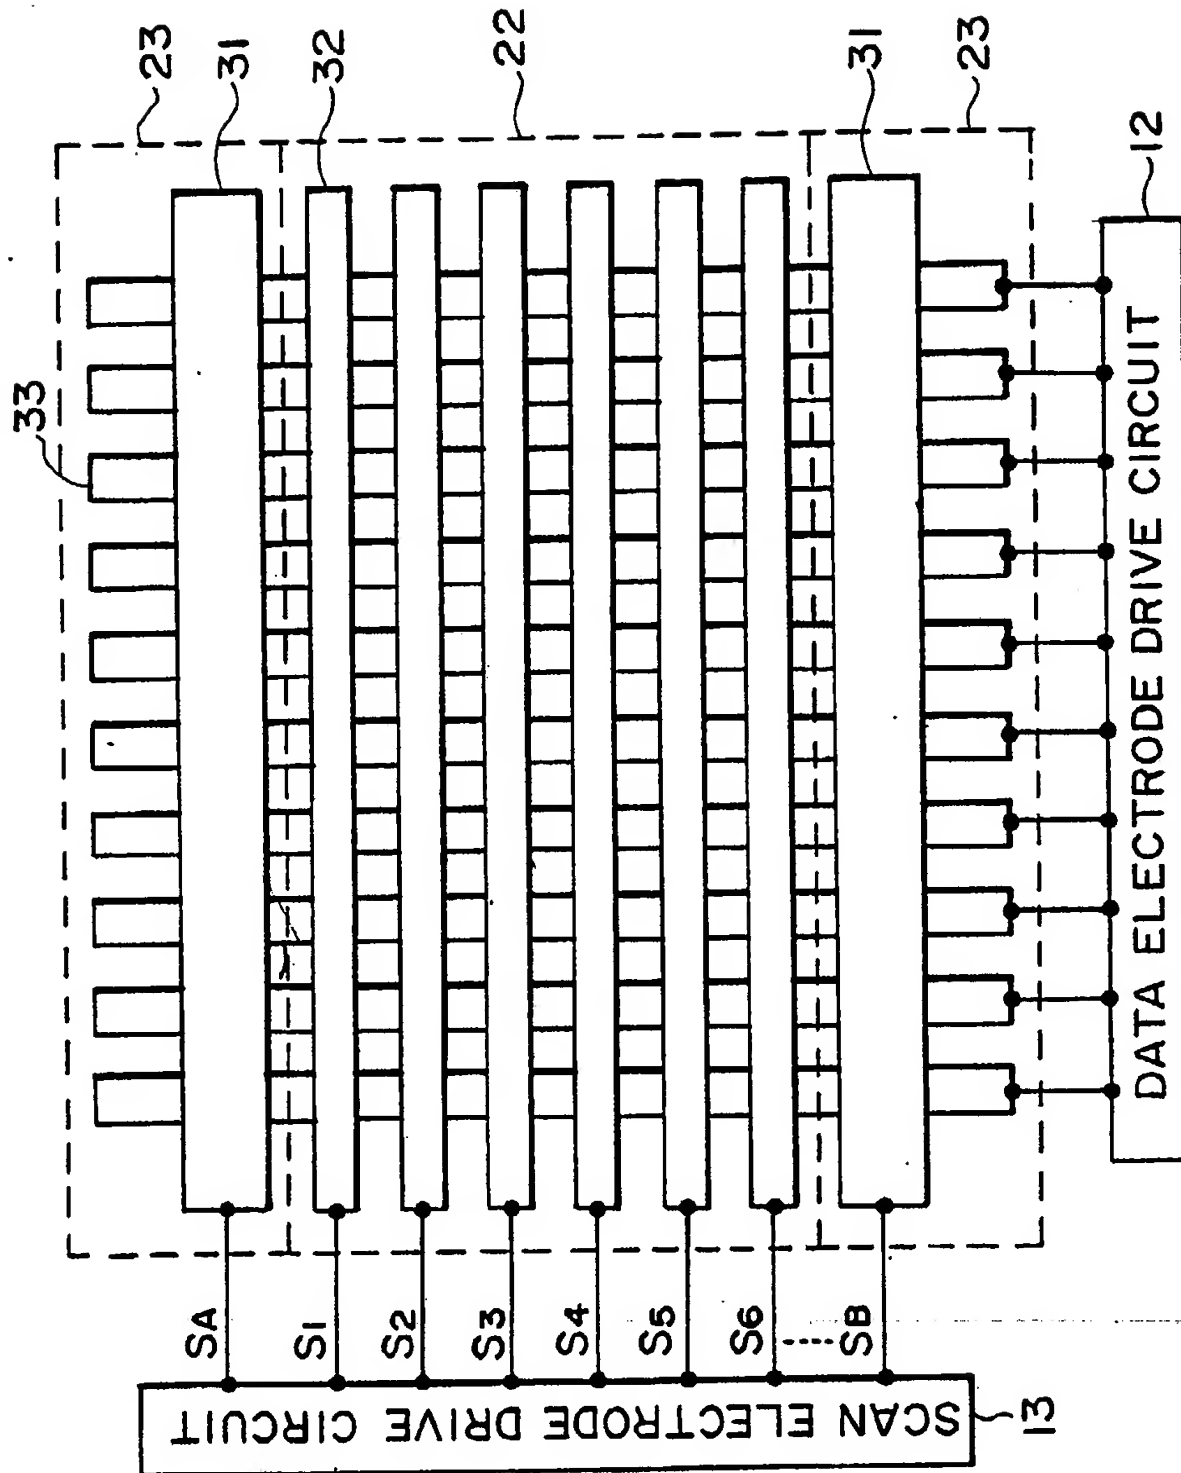 23
31
32
22
31
23
33
12
DATA ELECTRODE DRIVE CIRCUIT
SA
S1
S2
S3
S4
S5
S6
SB
SCAN ELECTRODE DRIVE CIRCUIT
13